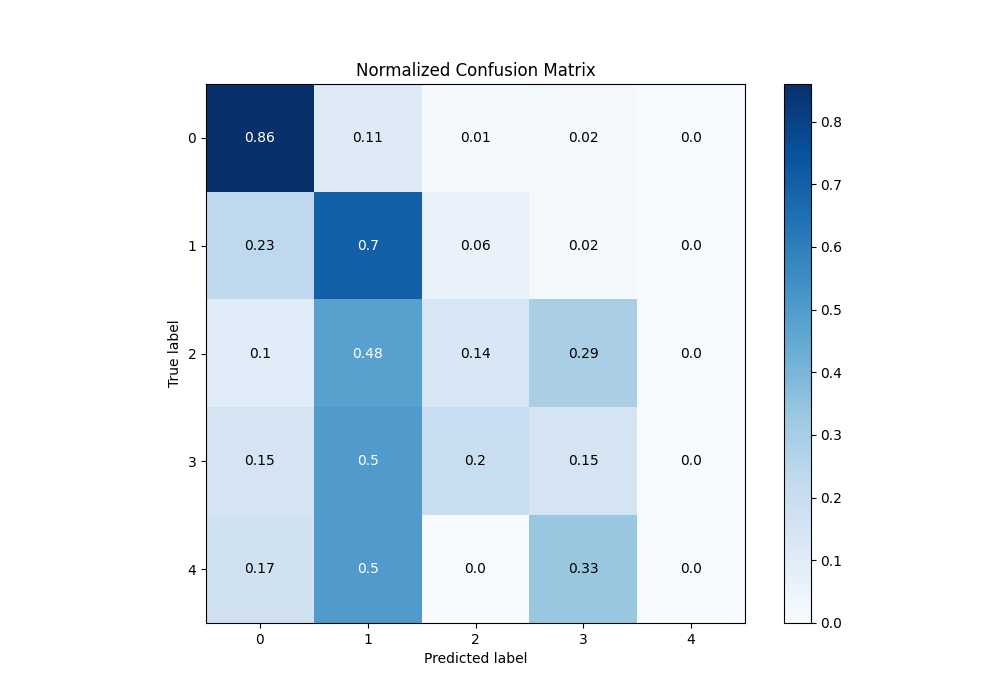 Normalized Confusion Matrix
0 0.86 0.11 0.01 0.02 0.0
1 0.23 0.7 0.06 0.02 0.0
2 0.1 0.48 0.14 0.29 0.0
3 0.15 0.5 0.2 0.15 0.0
4 0.17 0.5 0.0 0.33 0.0
0 1 2 3 4
Predicted label
True label
0.8
0.7
0.6
0.5
0.4
0.3
0.2
0.1
0.0